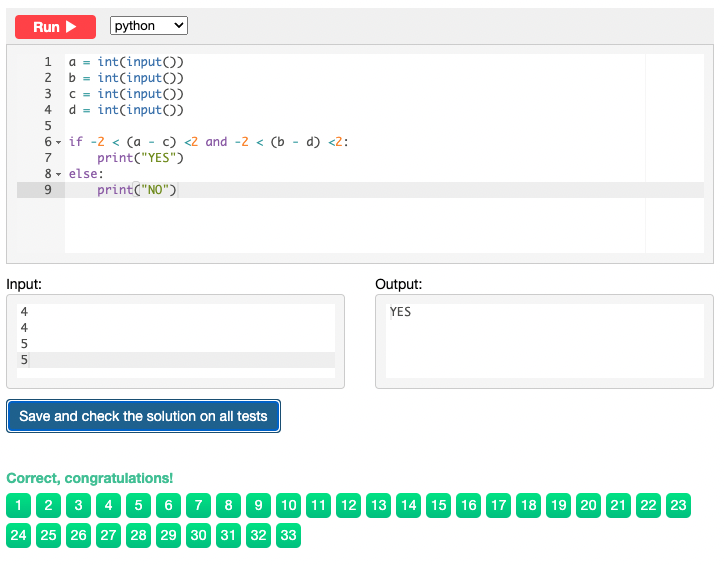 Run python
1 a = int(input())
2 b = int(input())
3 c = int(input())
4 d = int(input())
5
6 if -2 < (a - c) <2 and -2 < (b - d) <2:
7     print("YES")
8 else:
9     print("NO")
Input:
4
4
5
5
Output:
YES
Save and check the solution on all tests
Correct, congratulations!
1 2 3 4 5 6 7 8 9 10 11 12 13 14 15 16 17 18 19 20 21 22 23
24 25 26 27 28 29 30 31 32 33